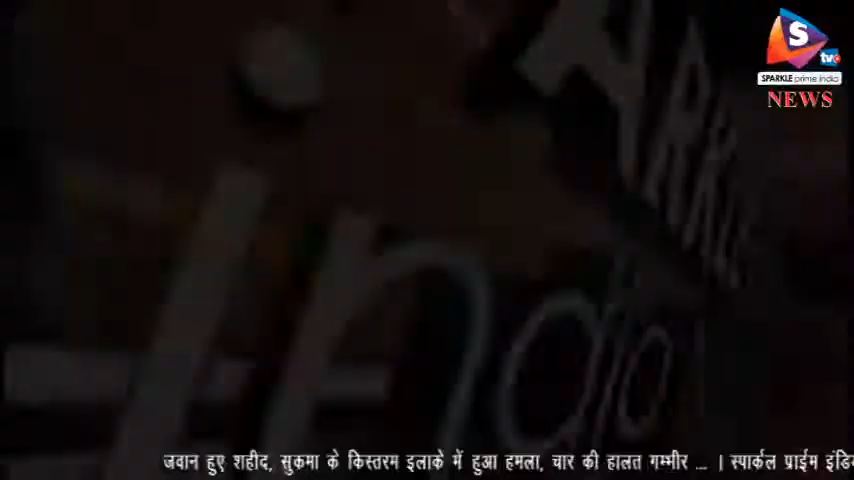 S
tv
SPARKLE prime india
NEWS
जवान हुए शहीद, सुकमा के किस्तरम इलाके में हुआ हमला, चार की हालत गम्भीर ... | स्पार्कल प्राईम